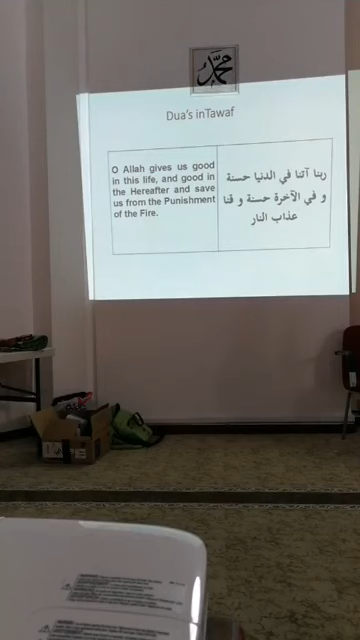 محمد
Dua's inTawaf
O Allah gives us good
in this life, and good in
the Hereafter and save
us from the Punishment
of the Fire.
ربنا آتنا في الدنيا حسنة
و في الآخرة حسنة و قنا
عذاب النار